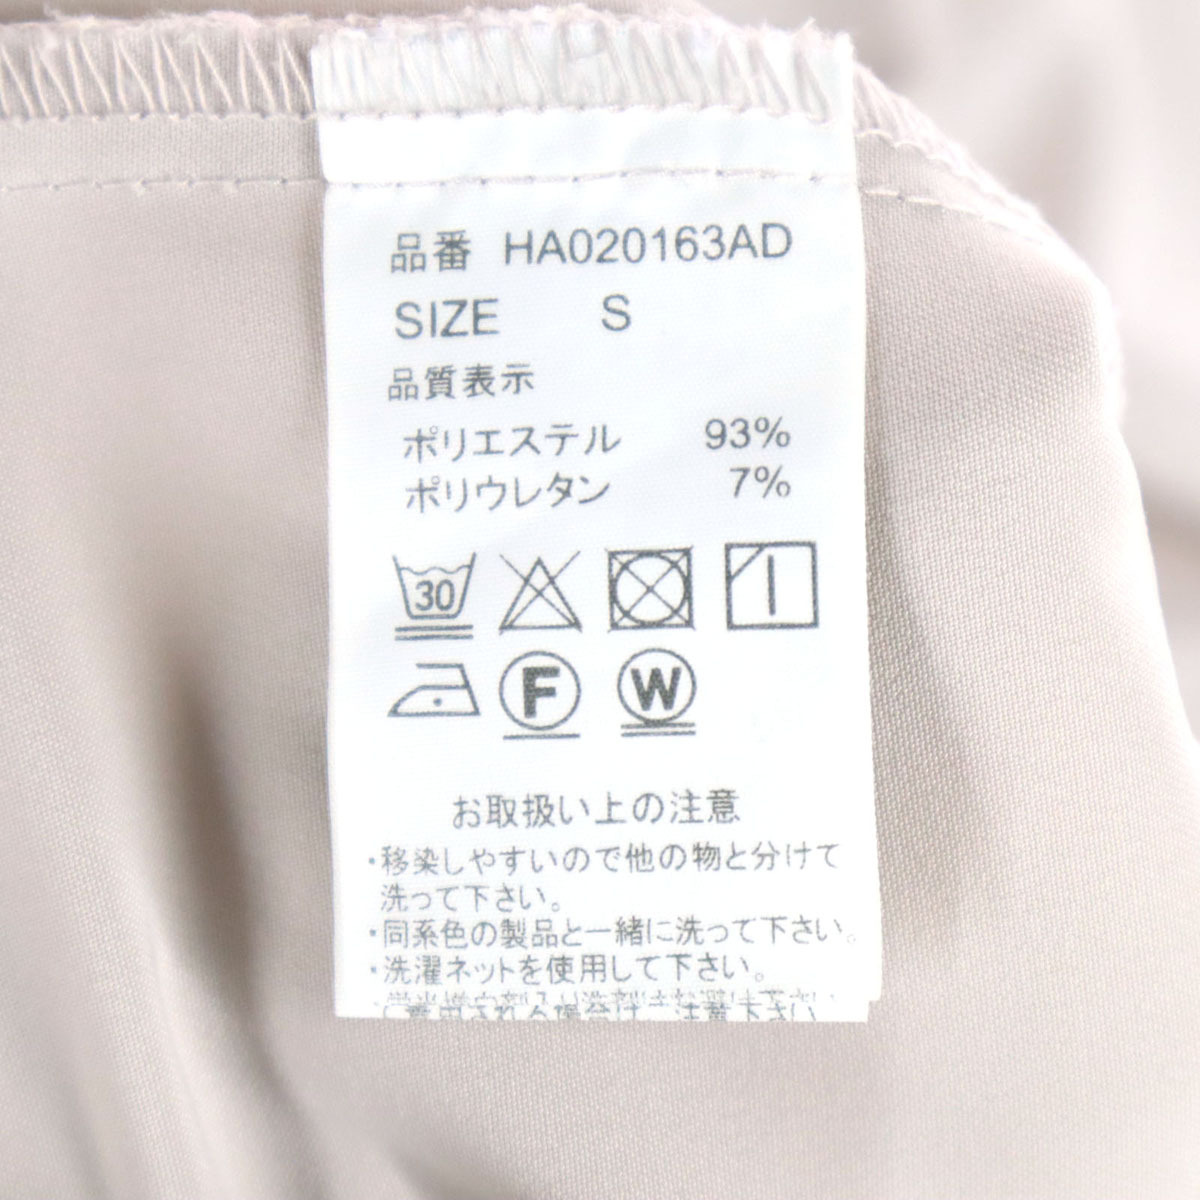 品番 HA020163AD
SIZE S
品質表示
ポリエステル 93%
ポリウレタン 7%
30
F W
お取扱い上の注意
・移染しやすいので他の物と分けて
洗って下さい。
・同系色の製品と一緒に洗って下さい。
・洗濯ネットを使用して下さい。